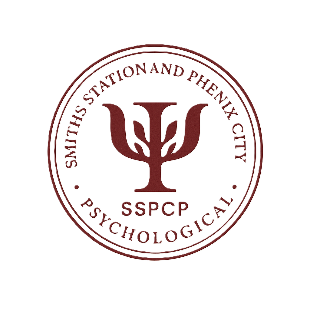 SMITHS STATION AND PHENIX CITY
SSPCP
• PSYCHOLOGICAL •